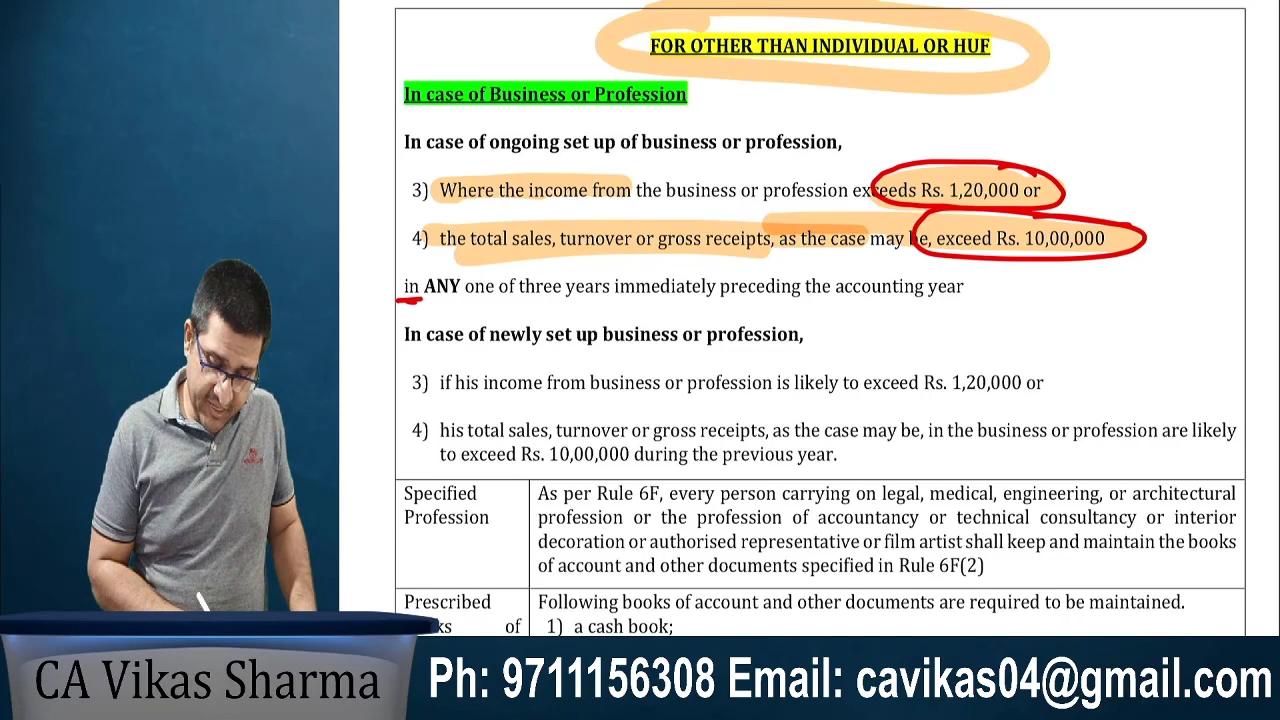 FOR OTHER THAN INDIVIDUAL OR HUF
In case of Business or Profession
In case of ongoing set up of business or profession,
3) Where the income from the business or profession exceeds Rs. 1,20,000 or
4) the total sales, turnover or gross receipts, as the case may be, exceed Rs. 10,00,000
in ANY one of three years immediately preceding the accounting year
In case of newly set up business or profession,
3) if his income from business or profession is likely to exceed Rs. 1,20,000 or
4) his total sales, turnover or gross receipts, as the case may be, in the business or profession are likely
to exceed Rs. 10,00,000 during the previous year.
Specified
Profession
As per Rule 6F, every person carrying on legal, medical, engineering, or architectural
profession or the profession of accountancy or technical consultancy or interior
decoration or authorised representative or film artist shall keep and maintain the books
of account and other documents specified in Rule 6F(2)
Prescribed
of
Following books of account and other documents are required to be maintained.
1) a cash book;
CA Vikas Sharma
Ph: 9711156308 Email: cavikas04@gmail.com